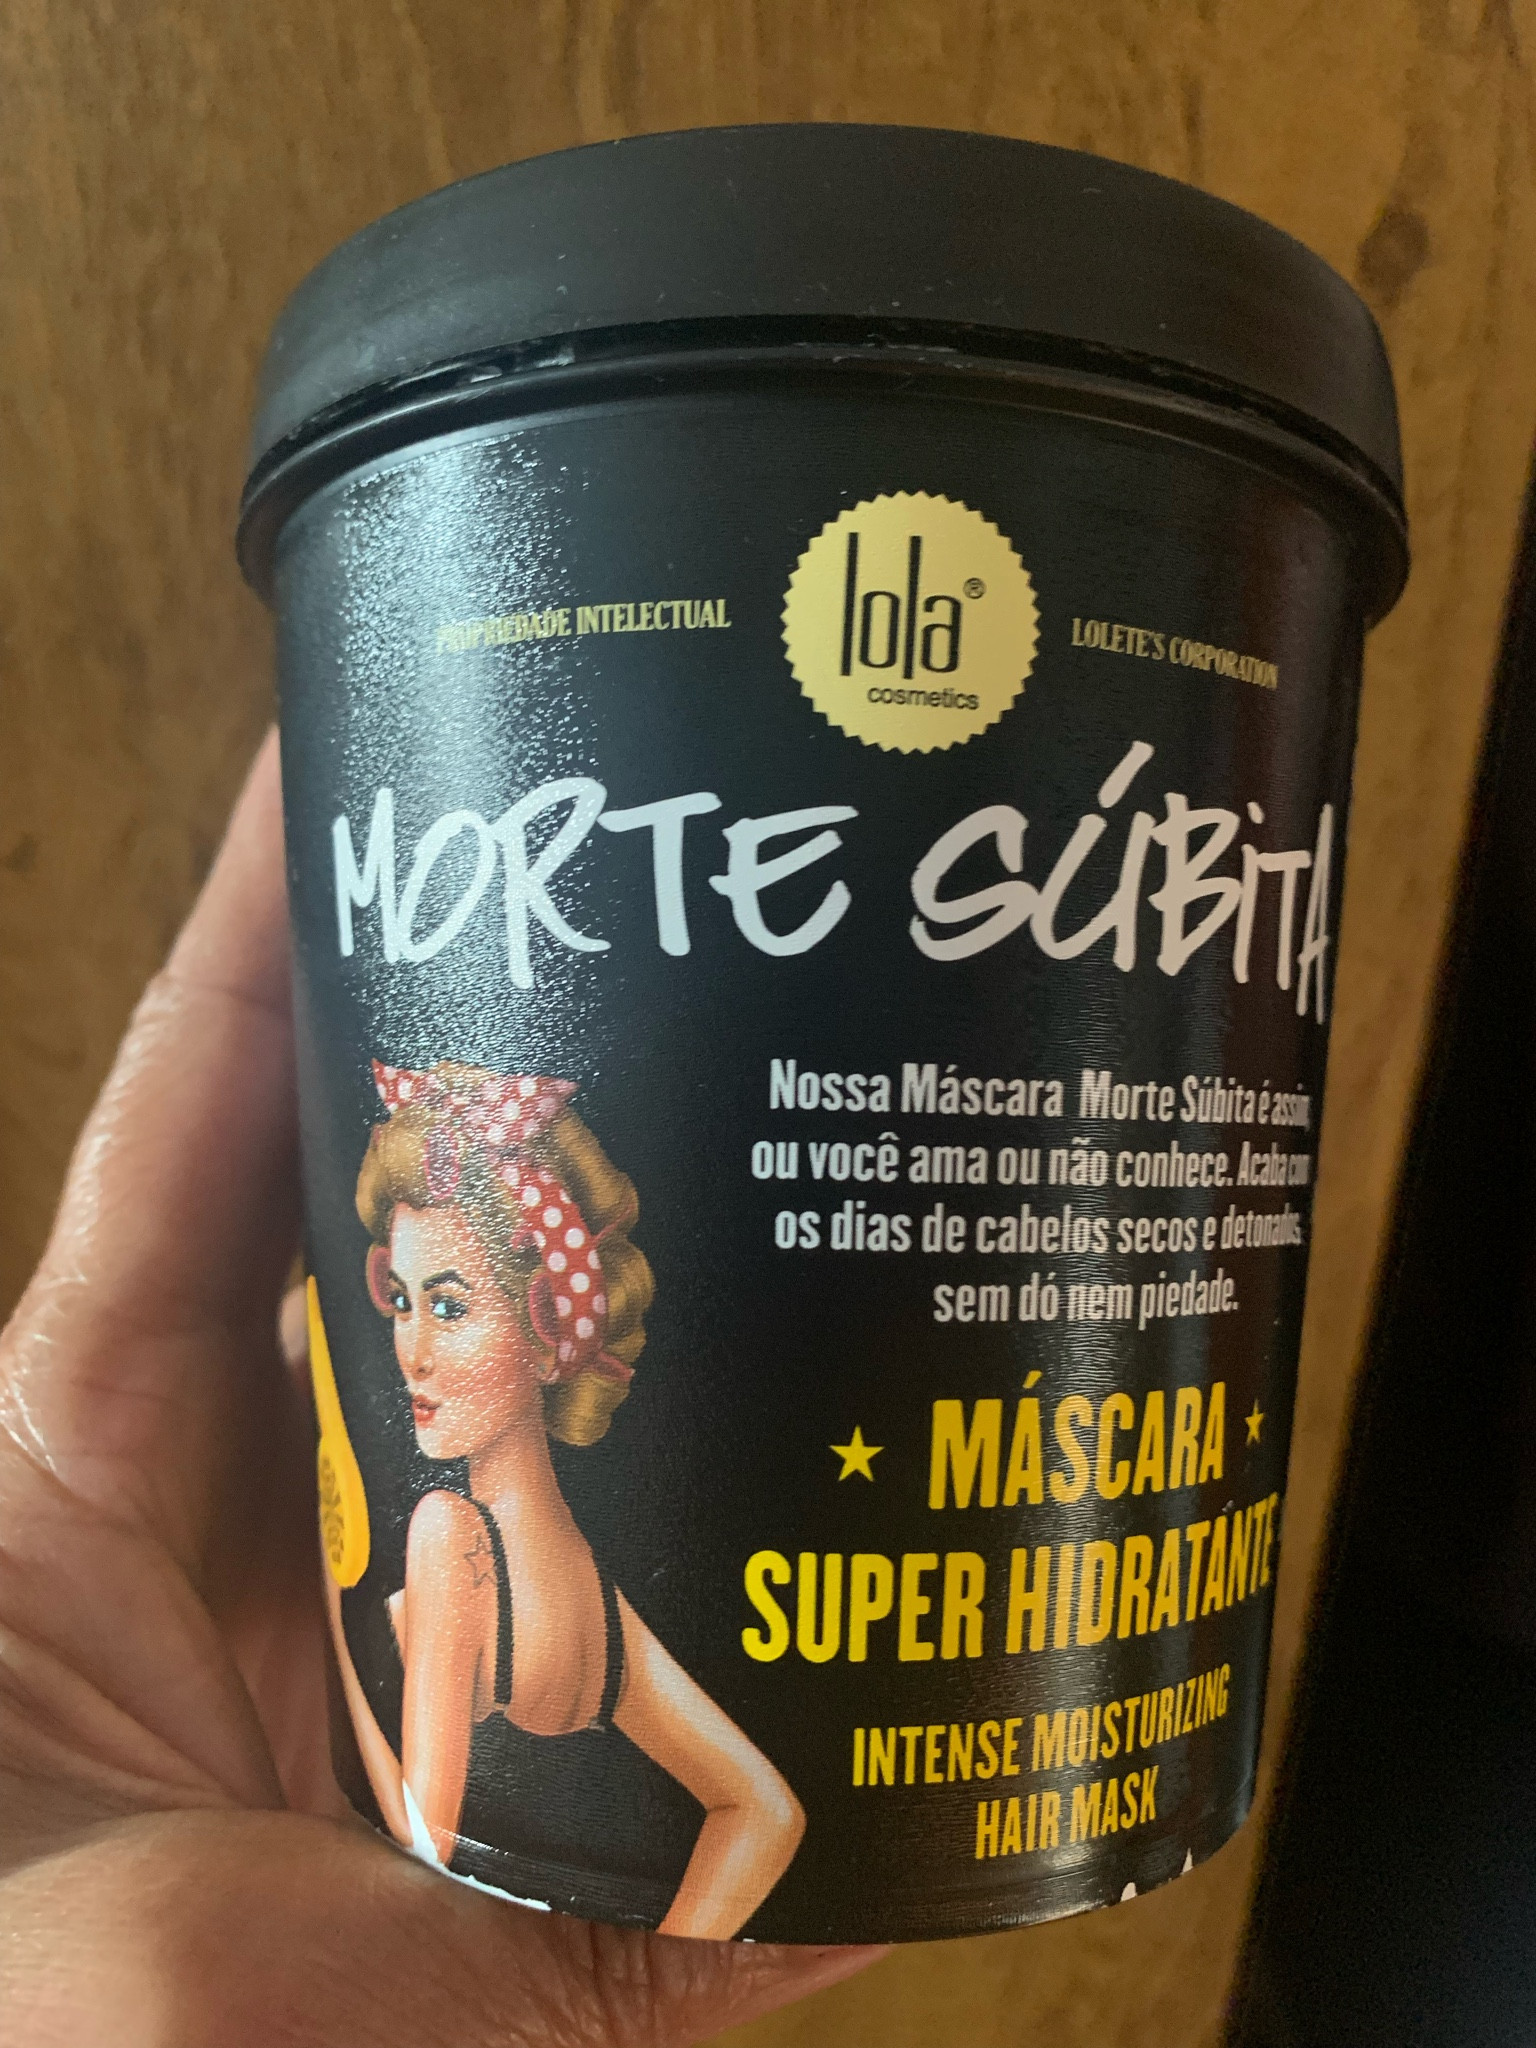 lola®
cosmetics
PROPRIEDADE INTELECTUAL
LOLETE'S CORPORATION
MORTE SÚBITA
Nossa Máscara Morte Súbita é assim,
ou você ama ou não conhece. Acaba com
os dias de cabelos secos e detonados,
sem dó nem piedade.
MÁSCARA
SUPER HIDRATANTE
INTENSE MOISTURIZING
HAIR MASK